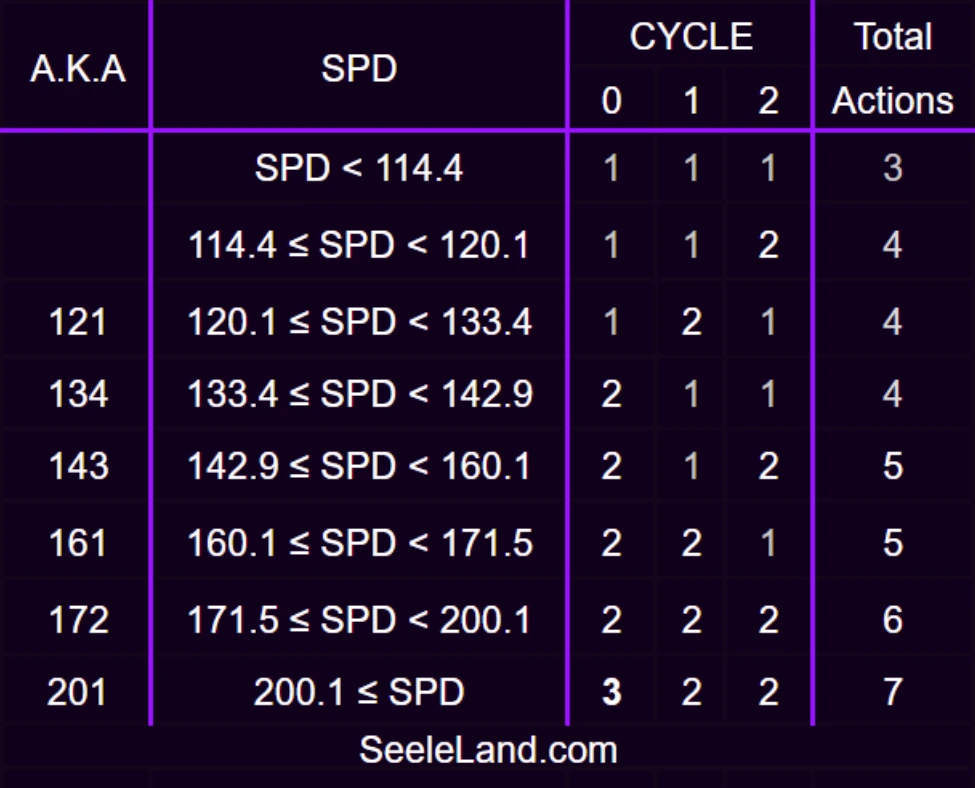 A.K.A SPD CYCLE Total
0 1 2 Actions
SPD < 114.4 1 1 1 3
114.4 ≤ SPD < 120.1 1 1 2 4
121 120.1 ≤ SPD < 133.4 1 2 1 4
134 133.4 ≤ SPD < 142.9 2 1 1 4
143 142.9 ≤ SPD < 160.1 2 1 2 5
161 160.1 ≤ SPD < 171.5 2 2 1 5
172 171.5 ≤ SPD < 200.1 2 2 2 6
201 200.1 ≤ SPD 3 2 2 7
SeeleLand.com